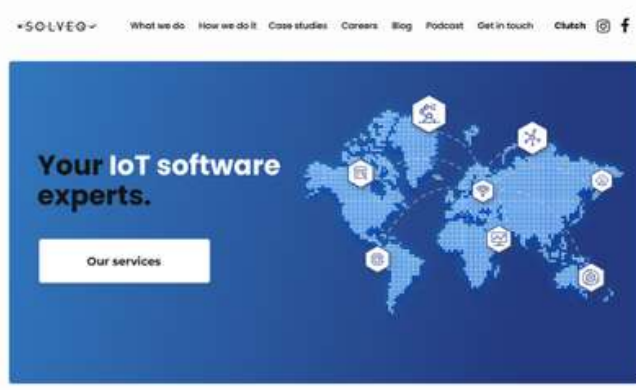 SOLVEQ
What we do How we do it Case studies Careers Blog Podcast Get in touch Clutch
Your IoT software
experts.
Our services